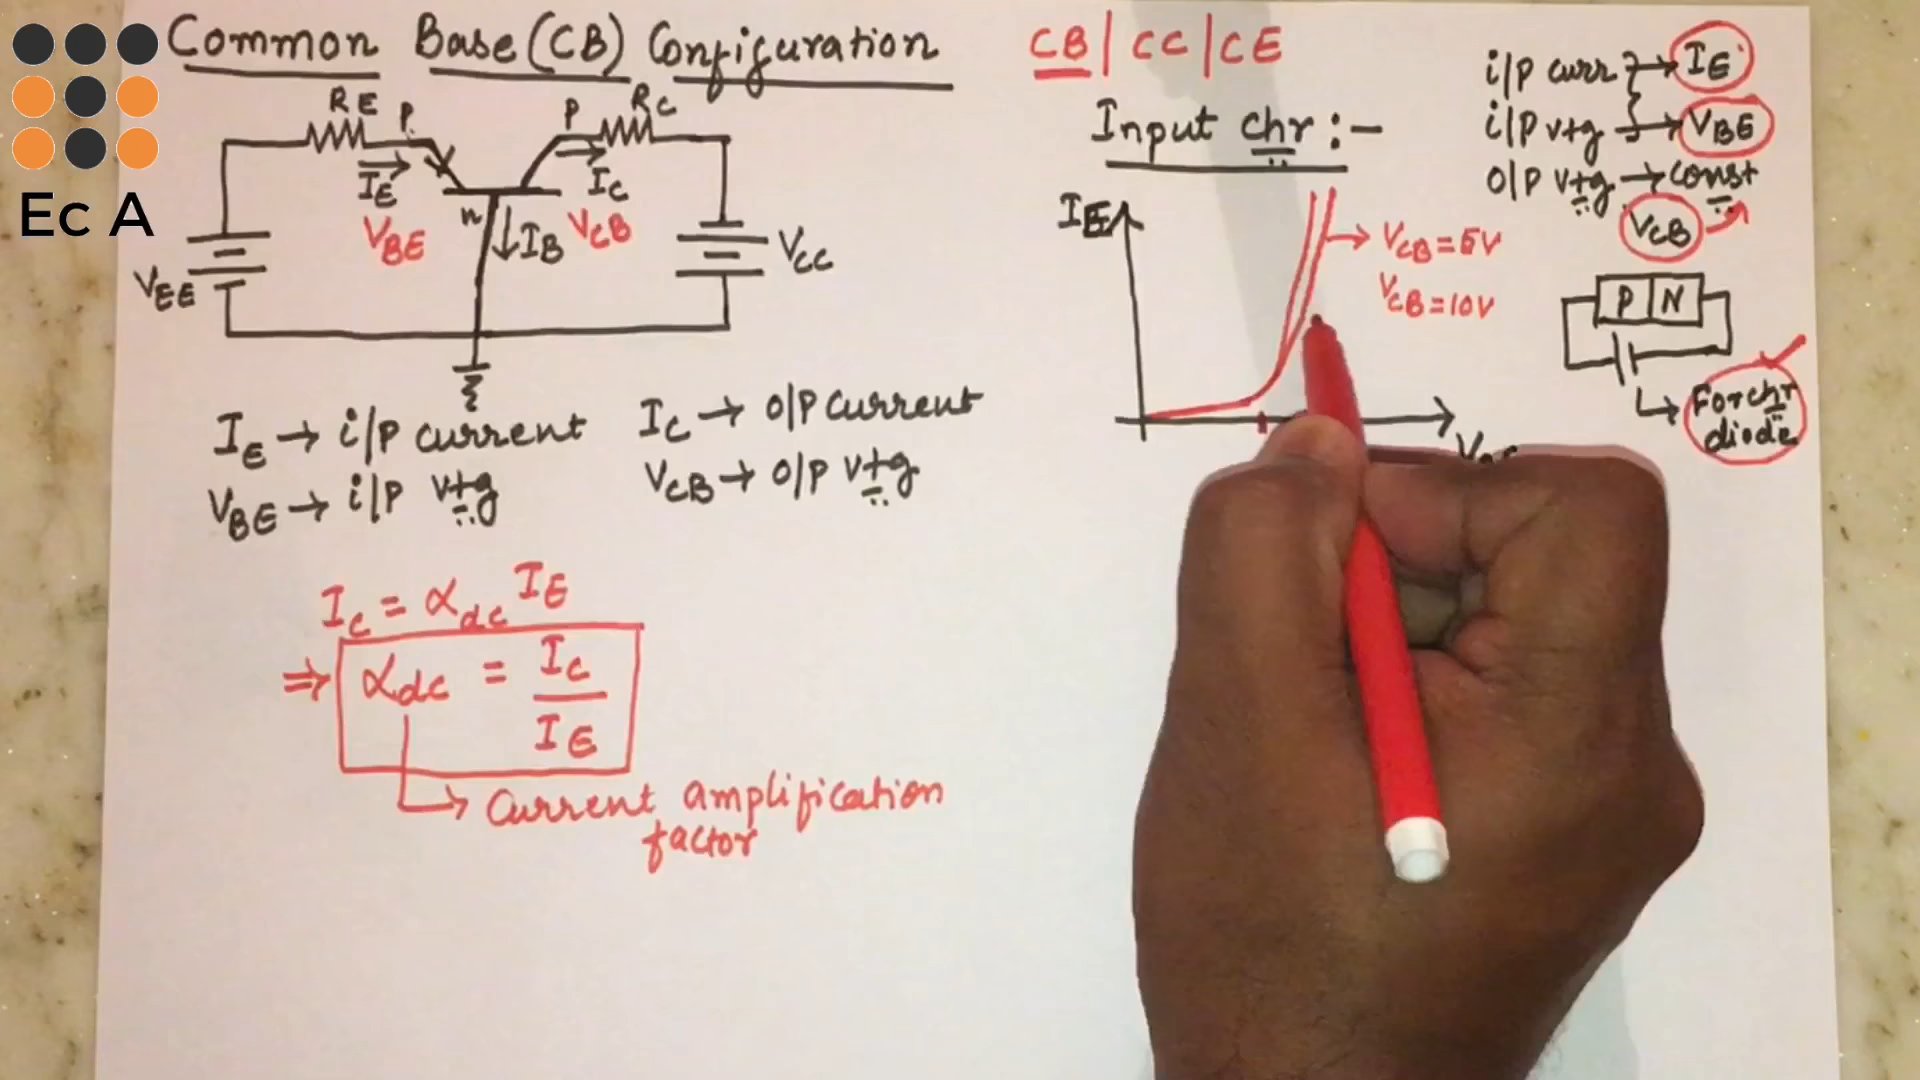 Ec A
Common Base (CB) Configuration
RE
P
P
RC
IE
IC
VBE
n
IB
VCB
VEE
VCC
IE → i/p current
VBE → i/p vtg
IC → O/P Current
VCB → O/P vtg
Ic = αdc IE
⇒ αdc = Ic / IE
Current amplification
factor
CB | CC | CE
Input chr :-
IE
VCB = 5V
VCB = 10V
i/p curr → IE
i/p vtg → VBE
O/P vtg → const
VCB
P N
For chr
diode